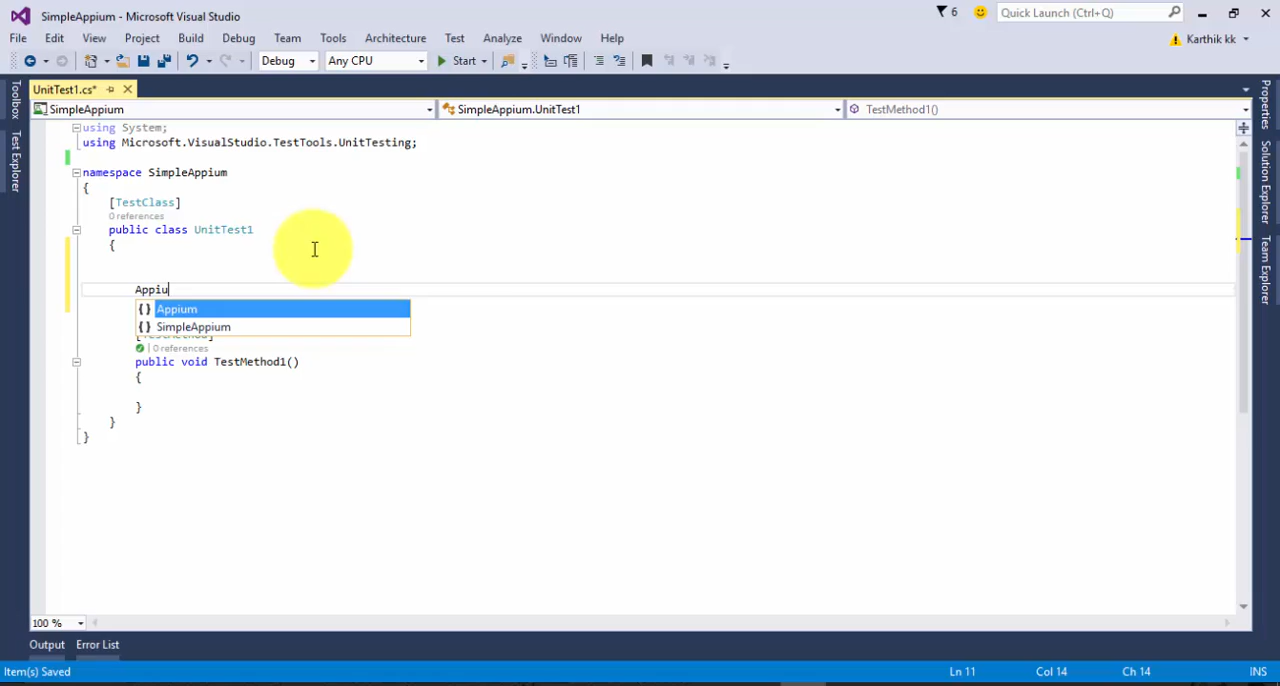 SimpleAppium - Microsoft Visual Studio
6
Quick Launch (Ctrl+Q)
File Edit View Project Build Debug Team Tools Architecture Test Analyze Window Help
Karthik kk
Debug Any CPU Start
UnitTest1.cs*
SimpleAppium SimpleAppium.UnitTest1 TestMethod1()
Toolbox
Test Explorer
Properties
Solution Explorer
Team Explorer
using System;
using Microsoft.VisualStudio.TestTools.UnitTesting;
namespace SimpleAppium
{
[TestClass]
0 references
public class UnitTest1
{
Appiu
{ } Appium
{ } SimpleAppium
[TestMethod]
| 0 references
public void TestMethod1()
{
}
}
}
100 %
Output Error List
Item(s) Saved Ln 11 Col 14 Ch 14 INS